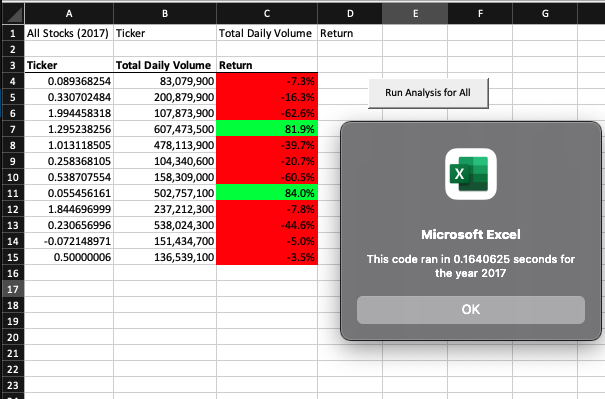 A B C D E F G
1 All Stocks (2017) Ticker Total Daily Volume Return
2
3 Ticker Total Daily Volume Return
4 0.089368254 83,079,900 -7.3%
5 0.330702484 200,879,900 -16.3%
6 1.994458318 107,873,900 -62.6%
7 1.295238256 607,473,500 81.9%
8 1.013118505 478,113,900 -39.7%
9 0.258368105 104,340,600 -20.7%
10 0.538707554 158,309,000 -60.5%
11 0.055456161 502,757,100 84.0%
12 1.844696999 237,212,300 -7.8%
13 0.230656996 538,024,300 -44.6%
14 -0.072148971 151,434,700 -5.0%
15 0.50000006 136,539,100 -3.5%
16
17
18
19
20
21
22
23
Run Analysis for All
X
Microsoft Excel
This code ran in 0.1640625 seconds for
the year 2017
OK